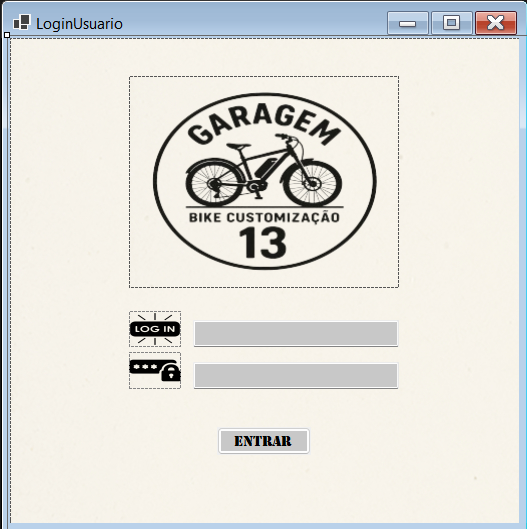 LoginUsuario
GARAGEM
BIKE CUSTOMIZAÇÃO
13
LOG IN
***
ENTRAR